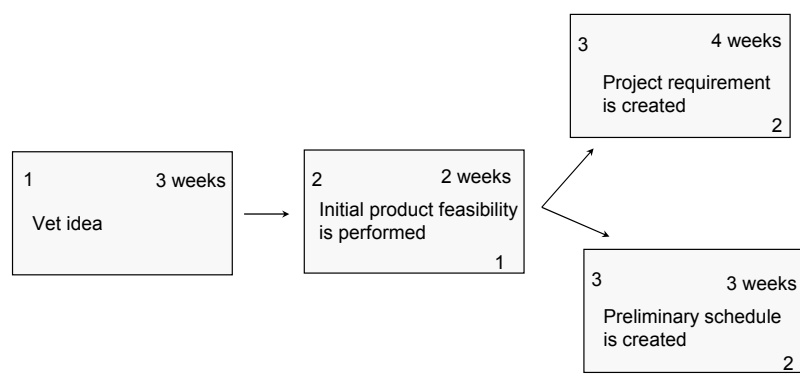 1 3 weeks
Vet idea
2 2 weeks
Initial product feasibility
is performed
1
3 4 weeks
Project requirement
is created
2
3 3 weeks
Preliminary schedule
is created
2